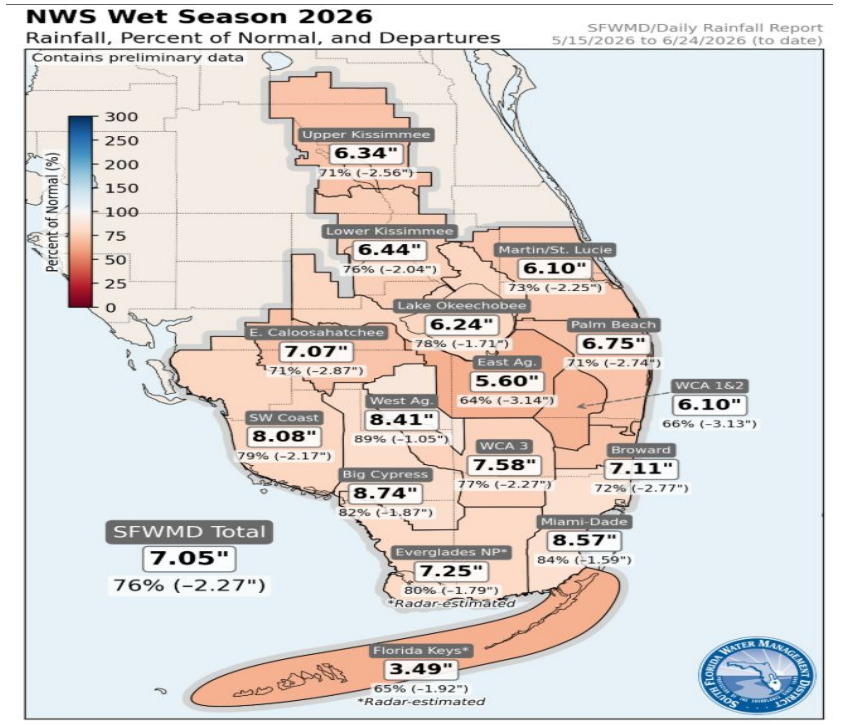 NWS Wet Season 2026
Rainfall, Percent of Normal, and Departures
SFWMD/Daily Rainfall Report
5/15/2026 to 6/24/2026 (to date)
Contains preliminary data
Percent of Normal (%)
300
250
200
150
100
75
50
25
0
Upper Kissimmee
6.34"
71% (–2.56")
Lower Kissimmee
6.44"
76% (–2.04")
Martin/St. Lucie
6.10"
73% (–2.25")
Lake Okeechobee
6.24"
78% (–1.71")
Palm Beach
6.75"
71% (–2.74")
E. Caloosahatchee
7.07"
71% (–2.87")
East Ag.
5.60"
64% (–3.14")
WCA 1&2
6.10"
66% (–3.13")
West Ag.
8.41"
89% (–1.05")
SW Coast
8.08"
79% (–2.17")
WCA 3
7.58"
77% (–2.27")
Broward
7.11"
72% (–2.77")
Big Cypress
8.74"
82% (–1.87")
Miami-Dade
8.57"
84% (–1.59")
SFWMD Total
7.05"
76% (–2.27")
Everglades NP*
7.25"
80% (–1.79")
*Radar-estimated
Florida Keys*
3.49"
65% (–1.92")
*Radar-estimated
SOUTH FLORIDA WATER MANAGEMENT DISTRICT